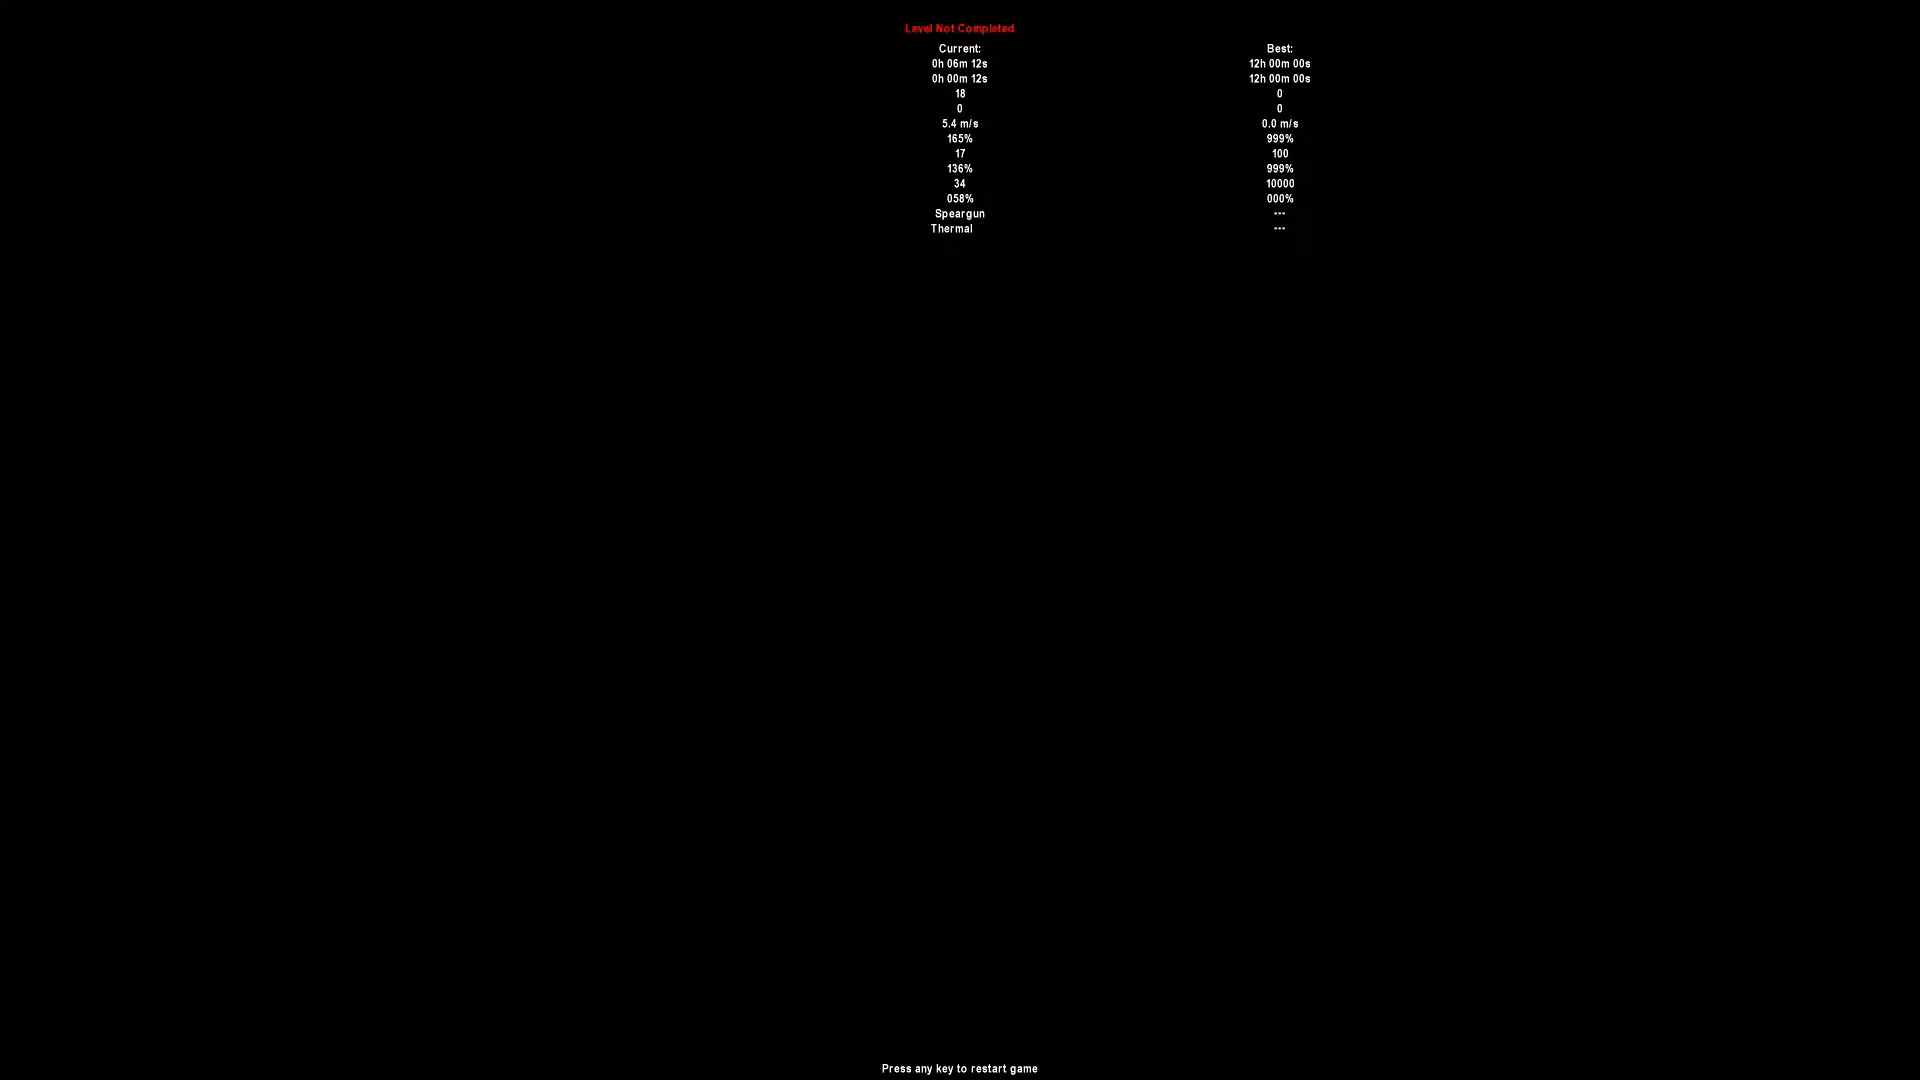 Level Not Completed
Current: Best:
0h 06m 12s 12h 00m 00s
0h 00m 12s 12h 00m 00s
18 0
0 0
5.4 m/s 0.0 m/s
165% 999%
17 100
136% 999%
34 10000
058% 000%
Speargun ---
Thermal ---
Press any key to restart game